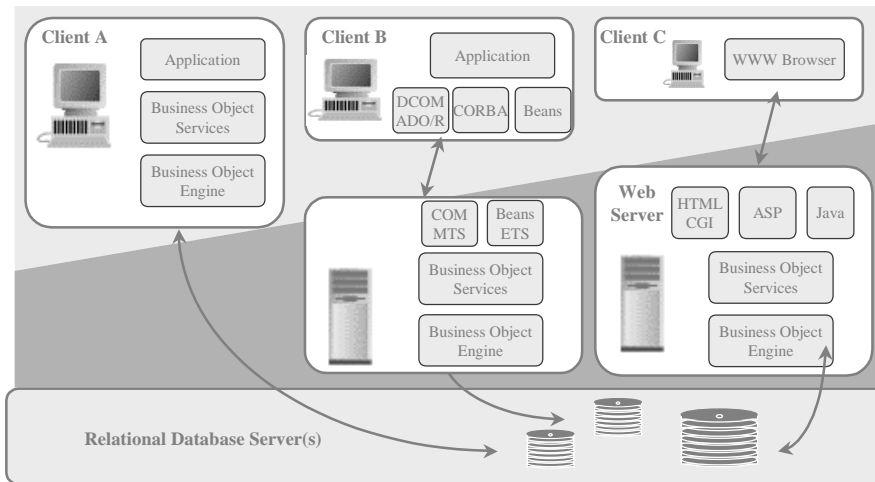 Client A
Application
Business Object
Services
Business Object
Engine
Client B
Application
DCOM
ADO/R
CORBA
Beans
Client C
WWW Browser
COM
MTS
Beans
ETS
Business Object
Services
Business Object
Engine
Web
Server
HTML
CGI
ASP
Java
Business Object
Services
Business Object
Engine
Relational Database Server(s)